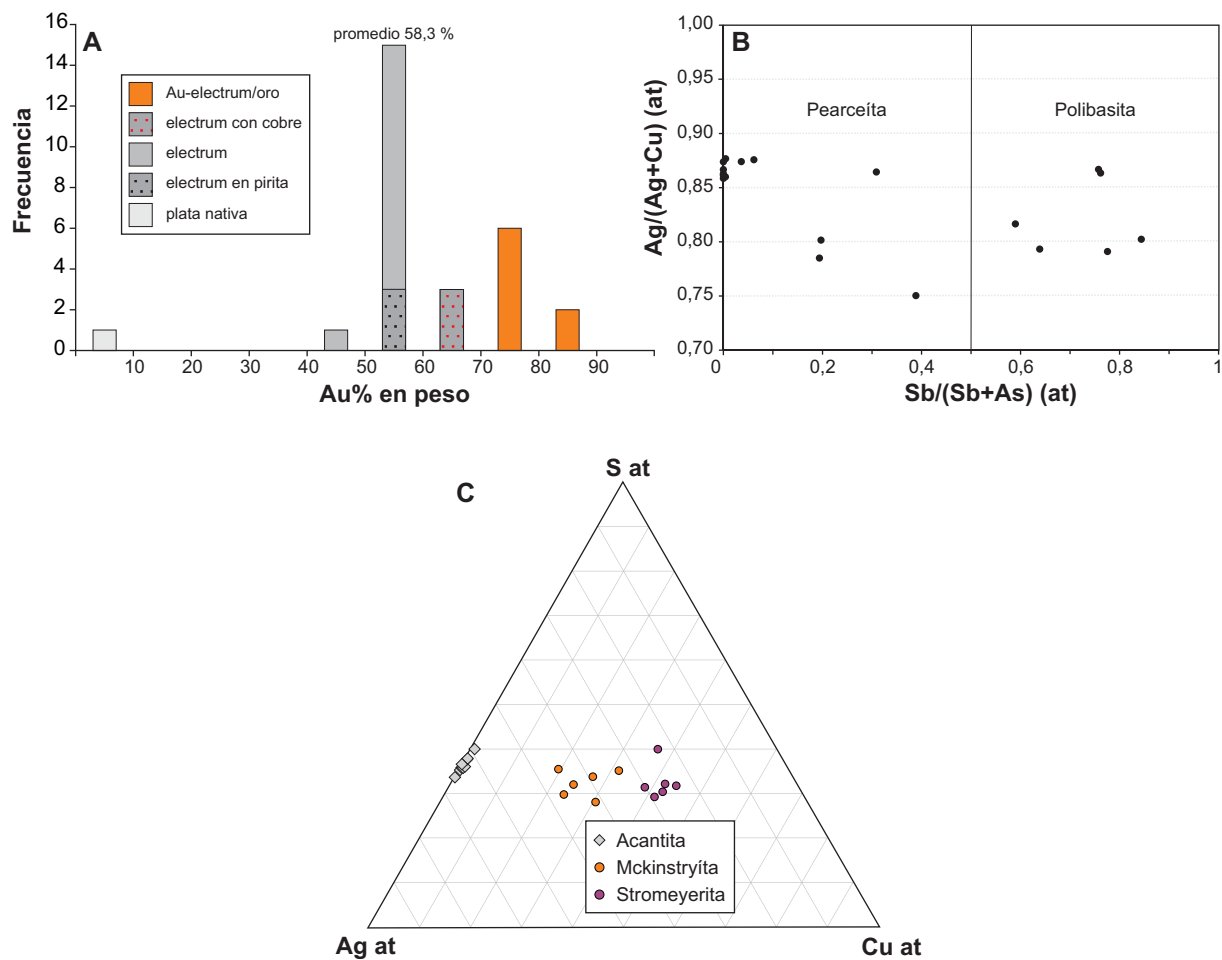 A
promedio 58,3 %
Frecuencia
16
14
12
10
8
6
4
2
0
Au-electrum/oro
electrum con cobre
electrum
electrum en pirita
plata nativa
10
20
30
40
50
60
70
80
90
Au% en peso
B
Ag/(Ag+Cu) (at)
1,00
0,95
0,90
0,85
0,80
0,75
0,70
Pearceíta
Polibasita
0
0,2
0,4
0,6
0,8
1
Sb/(Sb+As) (at)
C
S at
Acantita
Mckinstryíta
Stromeyerita
Ag at
Cu at